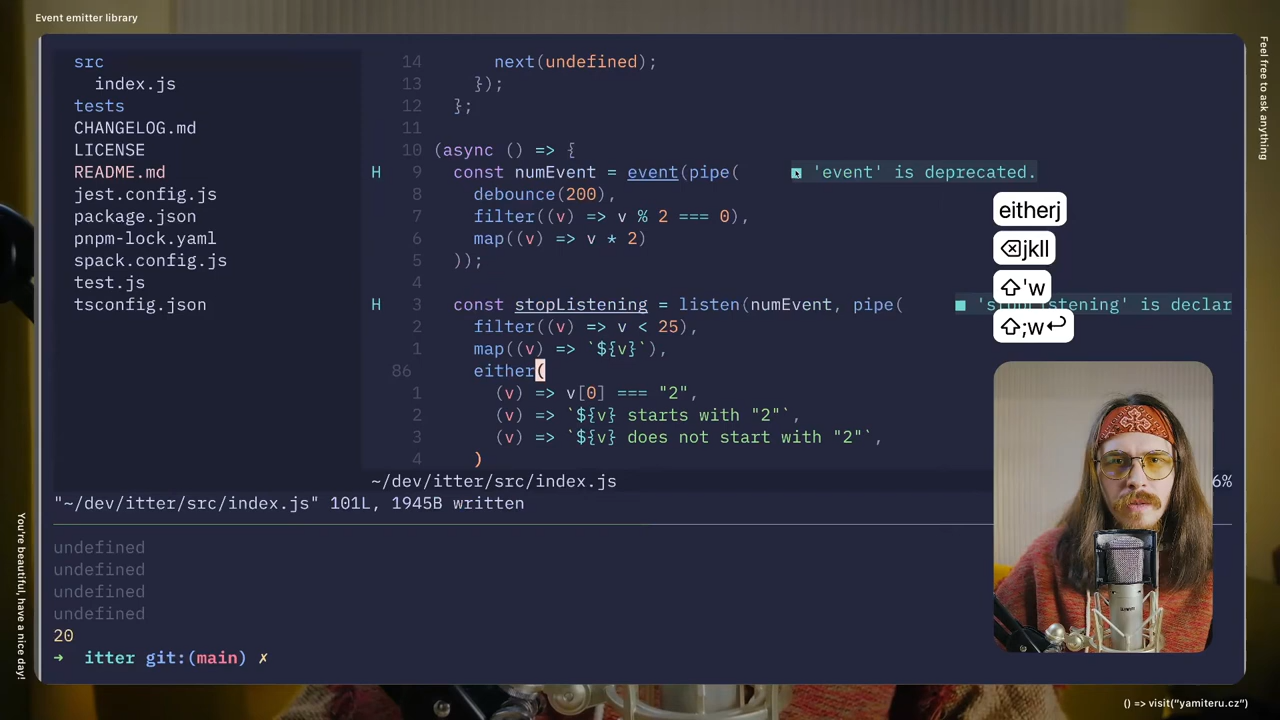 Event emitter library
Feel free to ask anything
src
index.js
tests
CHANGELOG.md
LICENSE
README.md
jest.config.js
package.json
pnpm-lock.yaml
spack.config.js
test.js
tsconfig.json
14 next(undefined);
13 });
12 };
11
10 (async () => {
H 9 const numEvent = event(pipe( ■ 'event' is deprecated.
8 debounce(200),
7 filter((v) => v % 2 === 0),
6 map((v) => v * 2)
5 ));
4
H 3 const stopListening = listen(numEvent, pipe( ■ 'stopListening' is declar
2 filter((v) => v < 25),
1 map((v) => `${v}`),
86 either(
1 (v) => v[0] === "2",
2 (v) => `${v} starts with "2"`,
3 (v) => `${v} does not start with "2"`,
4 )
~/dev/itter/src/index.js
6%
"~/dev/itter/src/index.js" 101L, 1945B written
eitherj
⌫jkll
⇧'w
⇧;w↩
undefined
undefined
undefined
undefined
20
➜ itter git:(main) ✗
You're beautiful, have a nice day!
() => visit("yamiteru.cz")